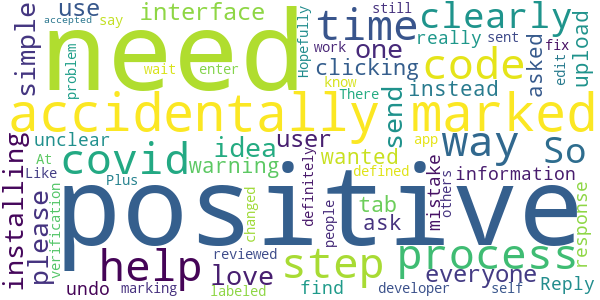 accepted
say
interface
still
use
need
time
clearly
simple
Hopefully
one
really
sent
upload
problem
work
fix
wait
enter
clicking
code
asked
edit
know
There
instead
send
accidentally
marked
installing
unclear
covid
idea
user
way
So
warning
wanted
app
At
Like
verification
please
positive
defined
tab
definitely
mistake
others
information
response
Plus
changed
ask
people
process
help
step
everyone
reviewed
love
undo
marking
labeled
find
developer
self
Reply